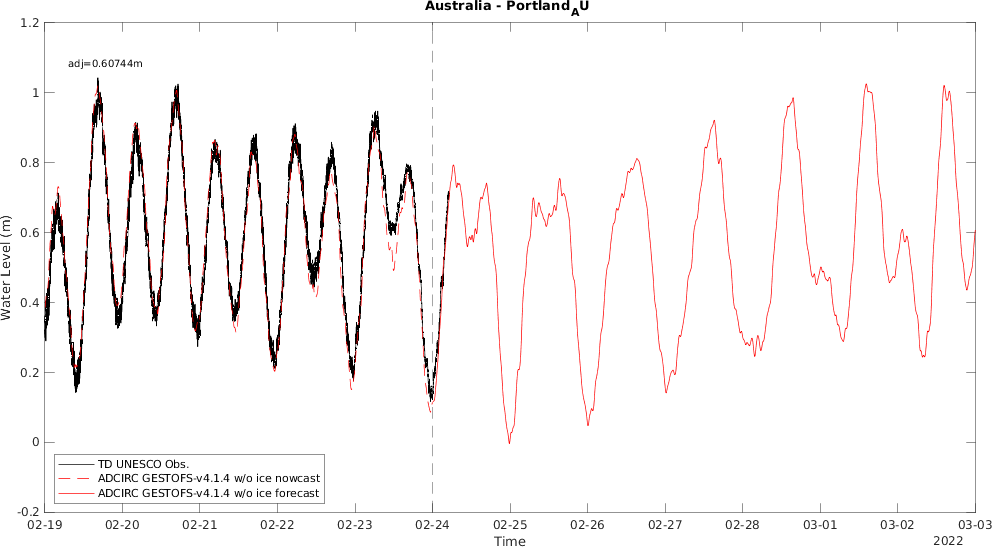 Australia - Portland_AU
adj=0.60744m
1.2
1
0.8
0.6
0.4
0.2
0
-0.2
Water Level (m)
TD UNESCO Obs.
ADCIRC GESTOFS-v4.1.4 w/o ice nowcast
ADCIRC GESTOFS-v4.1.4 w/o ice forecast
02-19 02-20 02-21 02-22 02-23 02-24 02-25 02-26 02-27 02-28 03-01 03-02 03-03
Time
2022